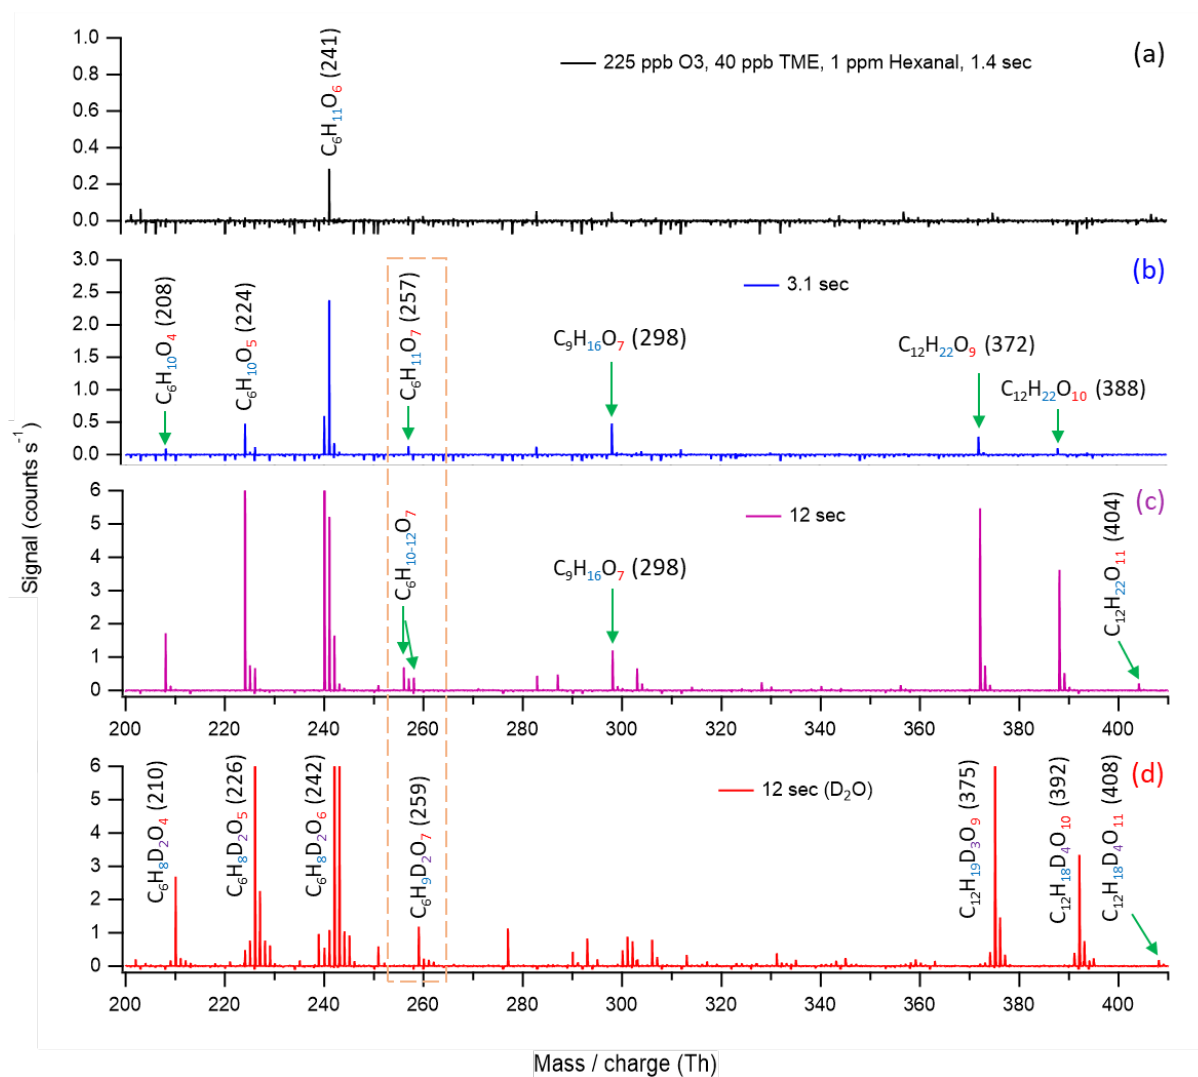 (a)
225 ppb O3, 40 ppb TME, 1 ppm Hexanal, 1.4 sec
C₆H₁₁O₆ (241)
1.0
0.8
0.6
0.4
0.2
0.0
(b)
3.1 sec
C₆H₁₀O₄ (208)
C₆H₁₀O₅ (224)
C₆H₁₁O₇ (257)
C₉H₁₆O₇ (298)
C₁₂H₂₂O₉ (372)
C₁₂H₂₂O₁₀ (388)
3.0
2.5
2.0
1.5
1.0
0.5
0.0
(c)
12 sec
C₆H₁₀₋₁₂O₇
C₉H₁₆O₇ (298)
C₁₂H₂₂O₁₁ (404)
6
5
4
3
2
1
0
200 220 240 260 280 300 320 340 360 380 400
(d)
12 sec (D₂O)
C₆H₈D₂O₄ (210)
C₆H₈D₂O₅ (226)
C₆H₈D₂O₆ (242)
C₆H₉D₂O₇ (259)
C₁₂H₁₉D₃O₉ (375)
C₁₂H₁₈D₄O₁₀ (392)
C₁₂H₁₈D₄O₁₁ (408)
6
5
4
3
2
1
0
200 220 240 260 280 300 320 340 360 380 400
Signal (counts s⁻¹)
Mass / charge (Th)